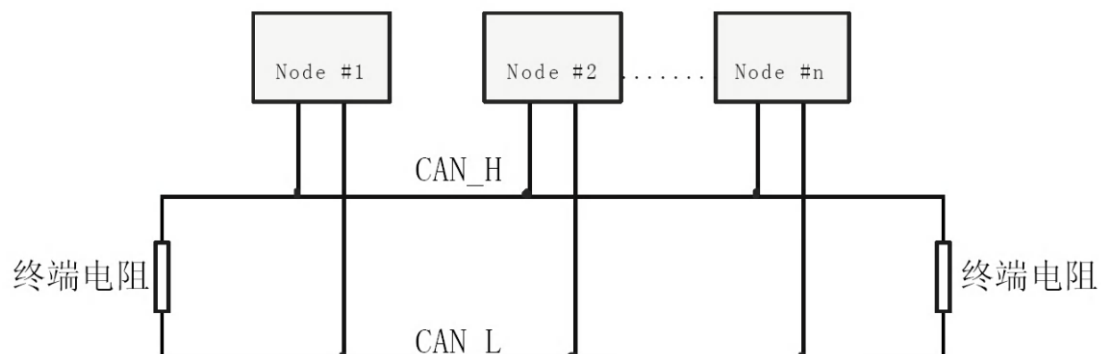 Node #1
Node #2
.......
Node #n
CAN_H
终端电阻
终端电阻
CAN_L